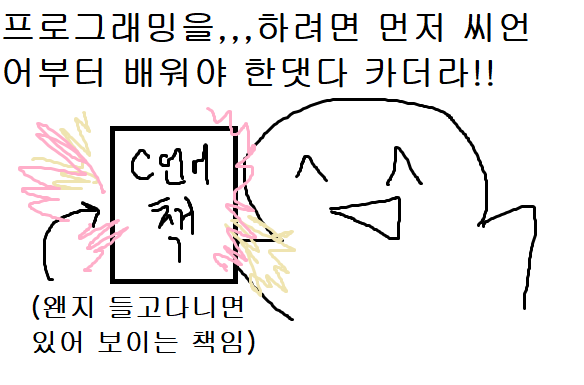 프로그래밍을,,,하려면 먼저 씨언
어부터 배워야 한댓다 카더라!!
C언어
책
(왠지 들고다니면
있어 보이는 책임)